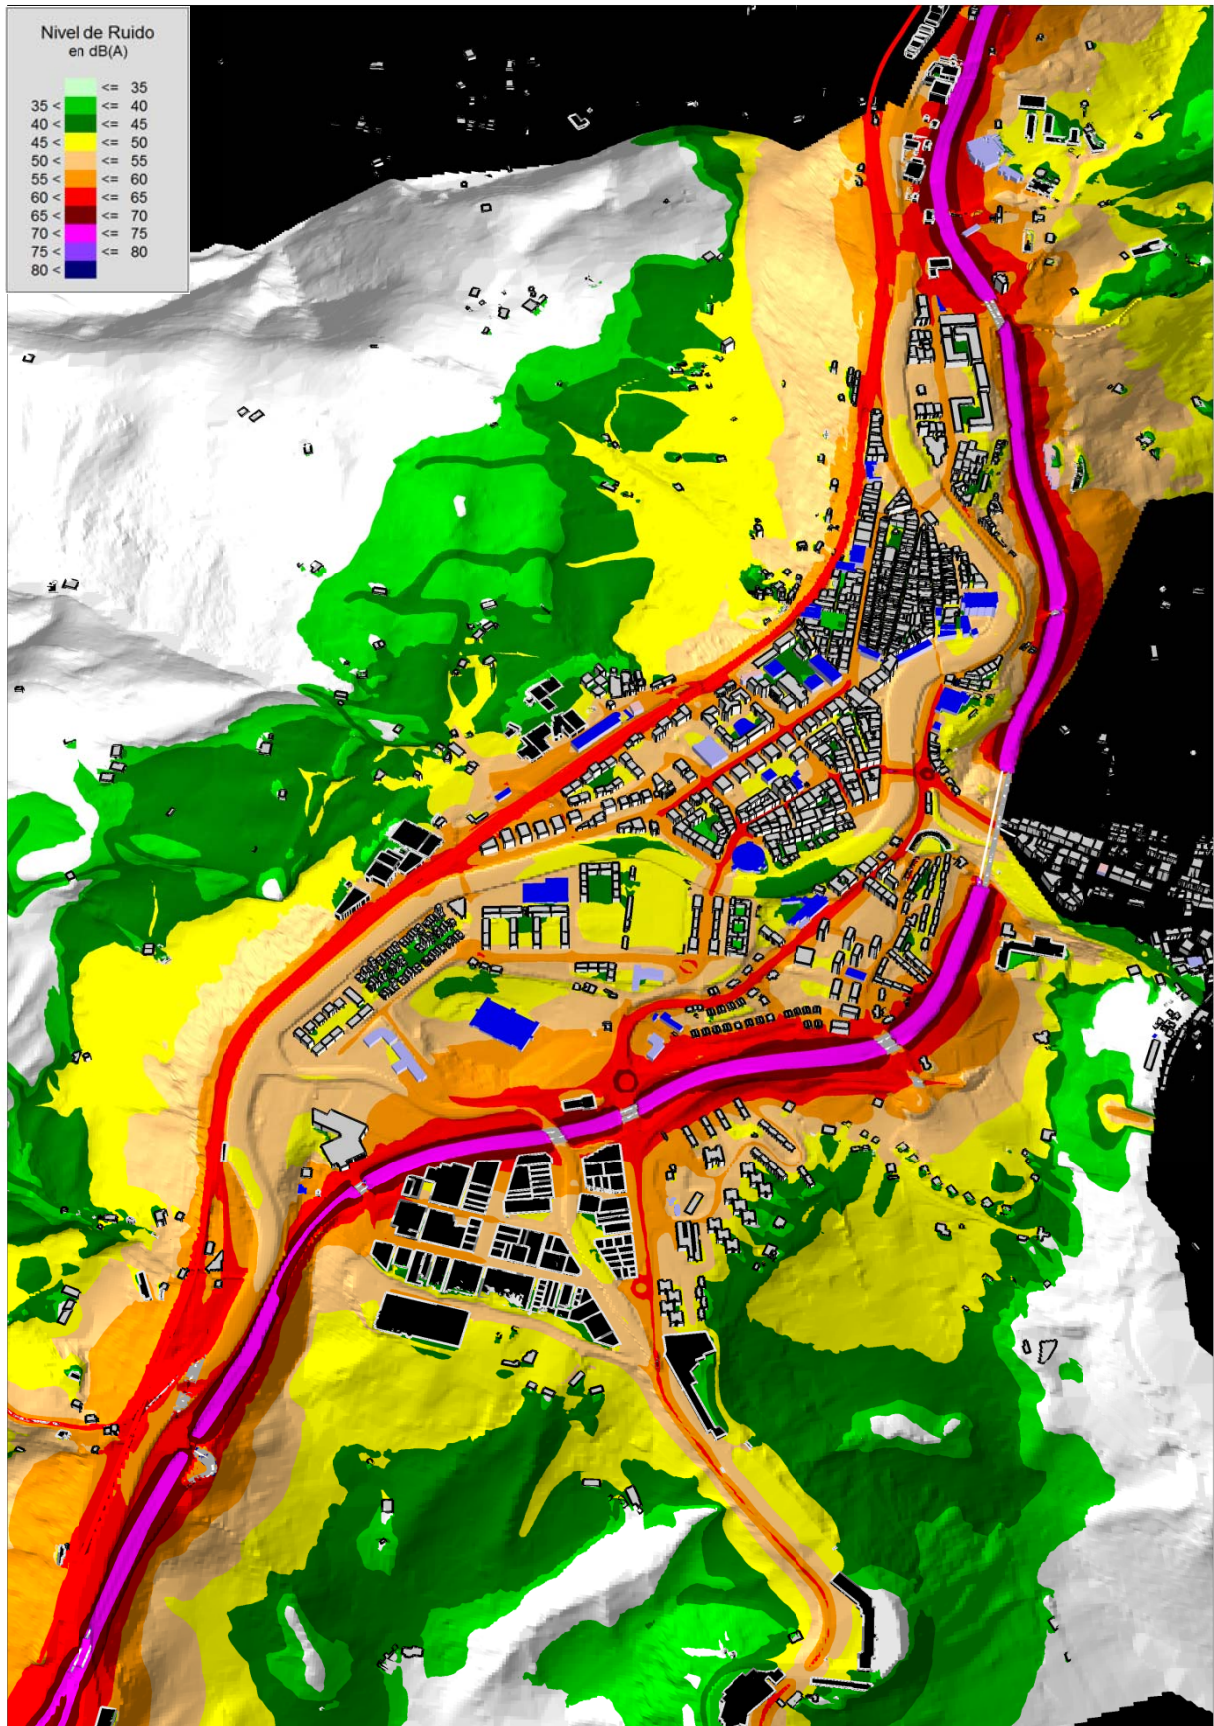 Nivel de Ruido
en dB(A)
<= 35
35 < <= 40
40 < <= 45
45 < <= 50
50 < <= 55
55 < <= 60
60 < <= 65
65 < <= 70
70 < <= 75
75 < <= 80
80 <